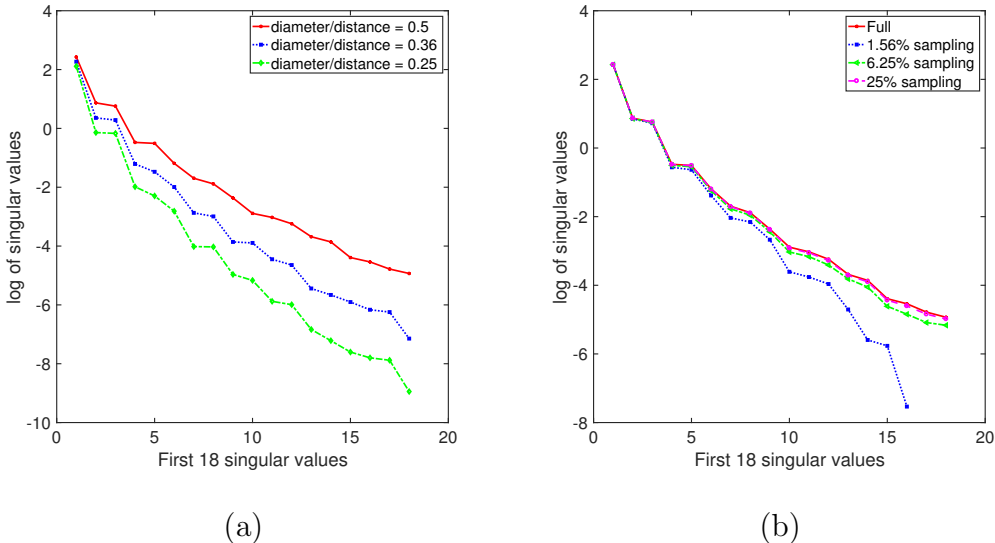 4
2
0
-2
-4
-6
-8
-10
0
5
10
15
20
log of singular values
First 18 singular values
diameter/distance = 0.5
diameter/distance = 0.36
diameter/distance = 0.25
(a)
4
2
0
-2
-4
-6
-8
0
5
10
15
20
log of singular values
First 18 singular values
Full
1.56% sampling
6.25% sampling
25% sampling
(b)